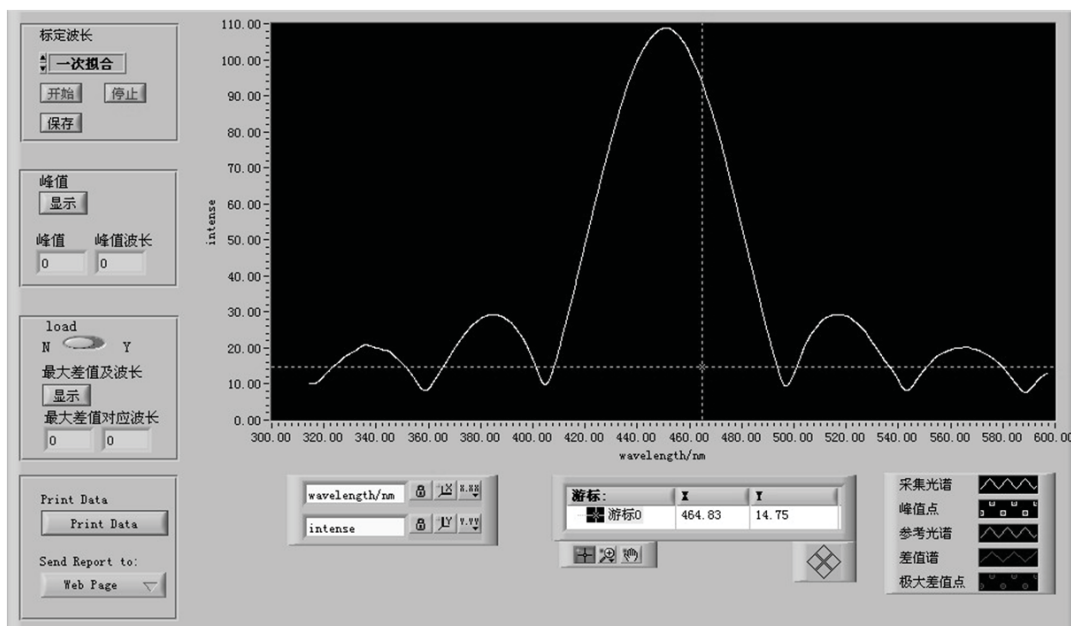 标定波长
一次拟合
开始 停止
保存
峰值
显示
峰值 峰值波长
0 0
load
N Y
最大差值及波长
显示
最大差值对应波长
0 0
Print Data
Print Data
Send Report to:
Web Page
110.00
100.00
90.00
80.00
70.00
60.00
50.00
40.00
30.00
20.00
10.00
0.00
intense
300.00 320.00 340.00 360.00 380.00 400.00 420.00 440.00 460.00 480.00 500.00 520.00 540.00 560.00 580.00 600.00
wavelength/nm
wavelength/nm X X.XX
intense Y Y.YY
游标: X Y
游标0 464.83 14.75
采集光谱
峰值点
参考光谱
差值谱
极大差值点